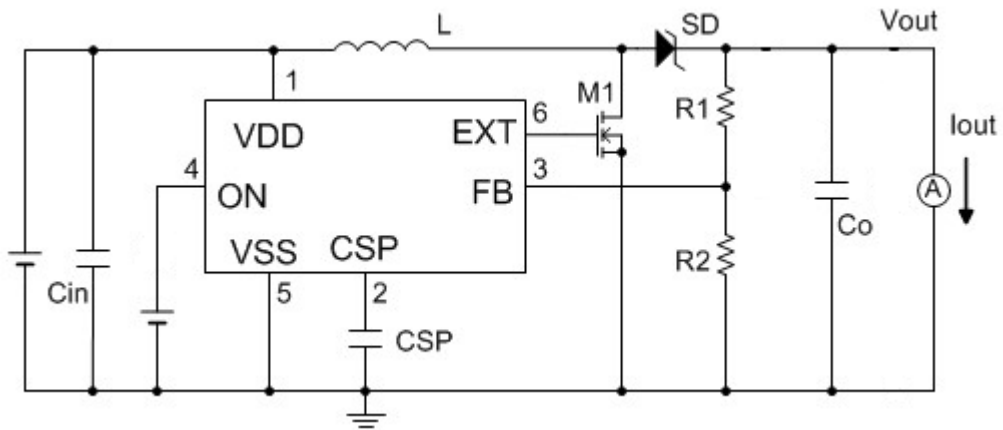 L
SD
Vout
1
M1
R1
Iout
VDD
EXT
6
4
ON
FB
3
A
VSS
CSP
R2
Co
Cin
5
2
CSP